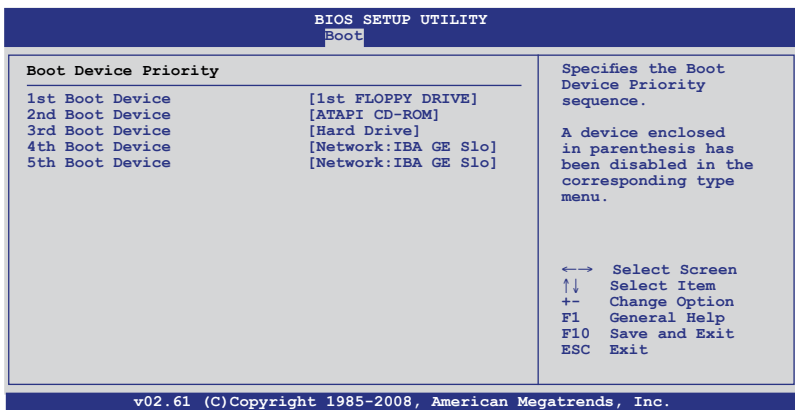 BIOS SETUP UTILITY
Boot
Boot Device Priority
1st Boot Device [1st FLOPPY DRIVE]
2nd Boot Device [ATAPI CD-ROM]
3rd Boot Device [Hard Drive]
4th Boot Device [Network:IBA GE Slo]
5th Boot Device [Network:IBA GE Slo]
Specifies the Boot
Device Priority
sequence.
A device enclosed
in parenthesis has
been disabled in the
corresponding type
menu.
←→ Select Screen
↑↓ Select Item
+- Change Option
F1 General Help
F10 Save and Exit
ESC Exit
v02.61 (C)Copyright 1985-2008, American Megatrends, Inc.